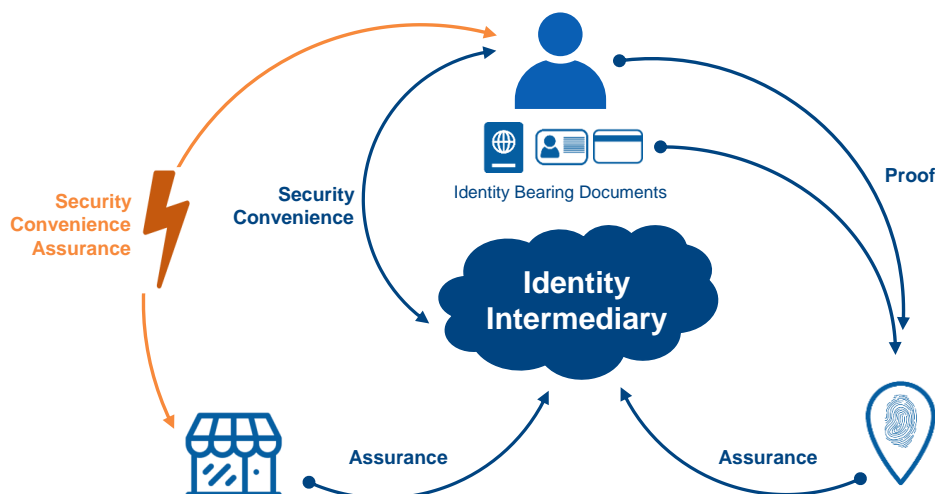 Identity Bearing Documents
Proof
Security
Convenience
Security
Convenience
Assurance
Identity
Intermediary
Assurance
Assurance